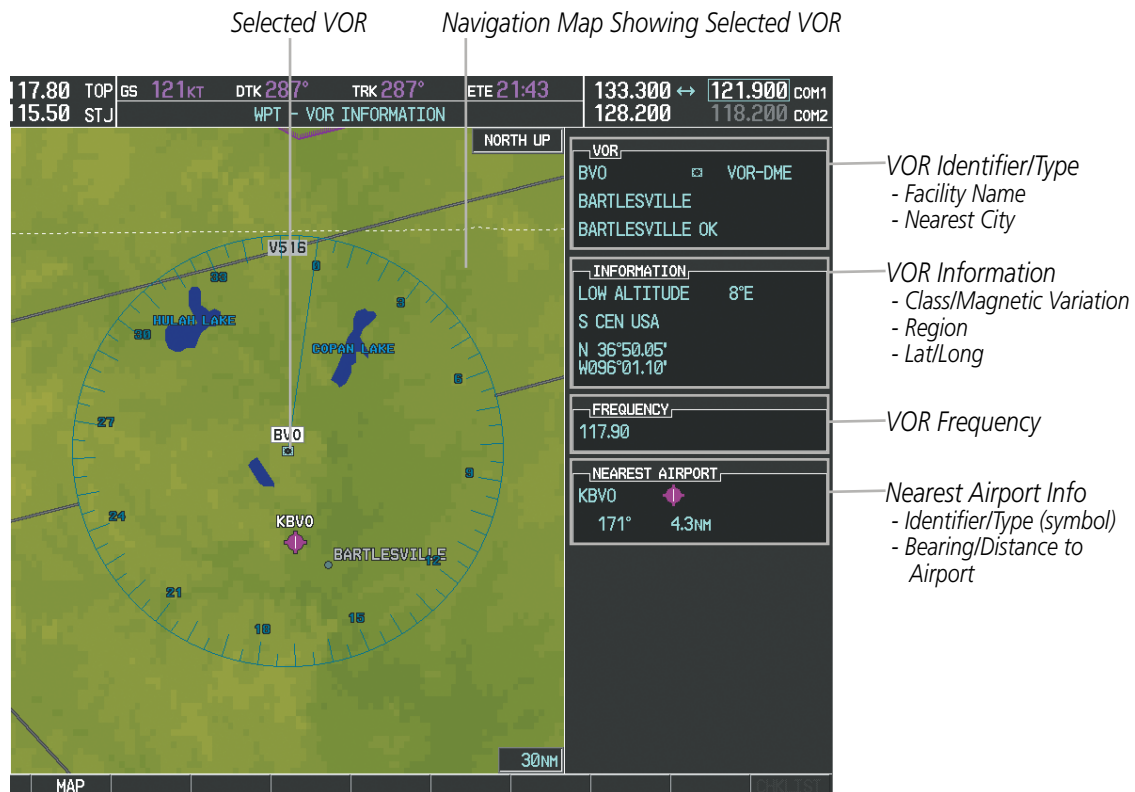 Selected VOR
Navigation Map Showing Selected VOR
117.80 TOP GS 121KT DTK 287° TRK 287° ETE 21:43 133.300 ↔ 121.900 COM1
115.50 STJ WPT – VOR INFORMATION 128.200 118.200 COM2
NORTH UP
V516
0
3
6
9
12
15
18
21
24
27
30
33
HULAH LAKE
COPAN LAKE
BVO
KBVO
BARTLESVILLE
30NM
VOR
BVO VOR-DME
BARTLESVILLE
BARTLESVILLE OK
INFORMATION
LOW ALTITUDE 8°E
S CEN USA
N 36°50.05'
W096°01.10'
FREQUENCY
117.90
NEAREST AIRPORT
KBVO
171° 4.3NM
VOR Identifier/Type
- Facility Name
- Nearest City
VOR Information
- Class/Magnetic Variation
- Region
- Lat/Long
VOR Frequency
Nearest Airport Info
- Identifier/Type (symbol)
- Bearing/Distance to
Airport
MAP
CHKLIST